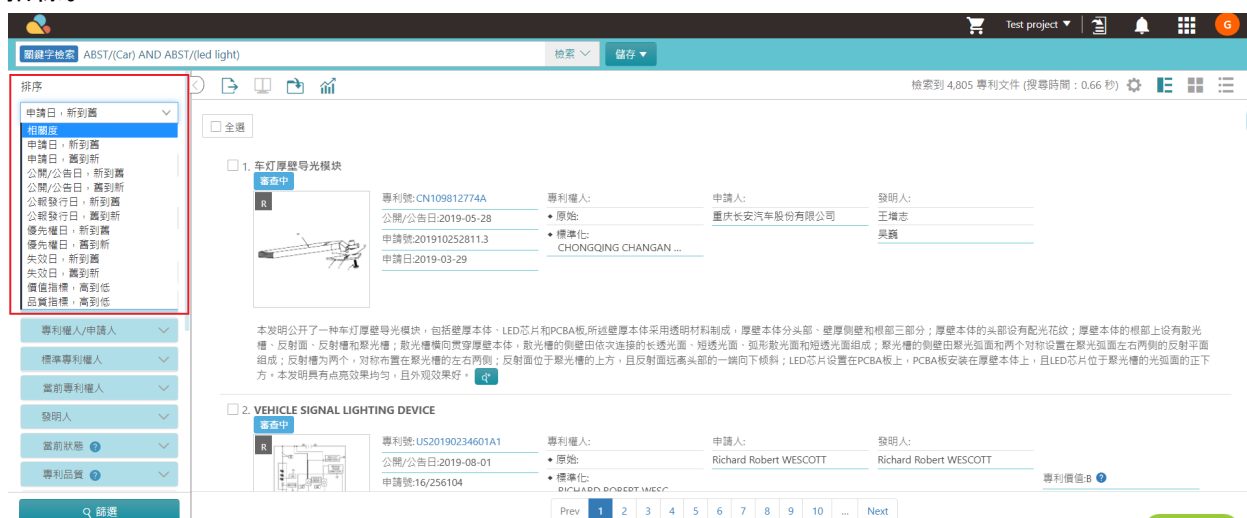 Test project
G
關鍵字檢索 ABST/(Car) AND ABST/(led light)
檢索
儲存
排序
檢索到 4,805 專利文件 (搜尋時間：0.66 秒)
申請日，新到舊
相關度
申請日，新到舊
申請日，舊到新
公開/公告日，新到舊
公開/公告日，舊到新
公報發行日，新到舊
公報發行日，舊到新
優先權日，新到舊
優先權日，舊到新
失效日，新到舊
失效日，舊到新
價值指標，高到低
品質指標，高到低
專利權人/申請人
標準專利權人
當前專利權人
發明人
當前狀態
專利品質
篩選
全選
1. 车灯厚壁导光模块
審查中
R
專利號:CN109812774A
公開/公告日:2019-05-28
申請號:201910252811.3
申請日:2019-03-29
專利權人:
◆ 原始:
◆ 標準化:
CHONGQING CHANGAN ...
申請人:
重庆长安汽车股份有限公司
發明人:
王增志
吴巍
本发明公开了一种车灯厚壁导光模块，包括壁厚本体、LED芯片和PCBA板,所述壁厚本体采用透明材料制成，厚壁本体分头部、壁厚侧壁和根部三部分；厚壁本体的头部设有配光花纹；厚壁本体的根部上设有散光
槽、反射面、反射槽和聚光槽；散光槽横向贯穿厚壁本体，散光槽的侧壁由依次连接的长透光面、短透光面、弧形散光面和短透光面组成；聚光槽的侧壁由聚光弧面和两个对称设置在聚光弧面左右两侧的反射平面
组成；反射槽为两个，对称布置在聚光槽的左右两侧；反射面位于聚光槽的上方，且反射面远离头部的一端向下倾斜；LED芯片设置在PCBA板上，PCBA板安装在厚壁本体上，且LED芯片位于聚光槽的光弧面的正下
方。本发明具有点亮效果均匀，且外观效果好。
2. VEHICLE SIGNAL LIGHTING DEVICE
審查中
R
專利號:US20190234601A1
公開/公告日:2019-08-01
申請號:16/256104
專利權人:
◆ 原始:
◆ 標準化:
RICHARD ROBERT WESC
申請人:
Richard Robert WESCOTT
發明人:
Richard Robert WESCOTT
專利價值:B
Prev 1 2 3 4 5 6 7 8 9 10 ... Next